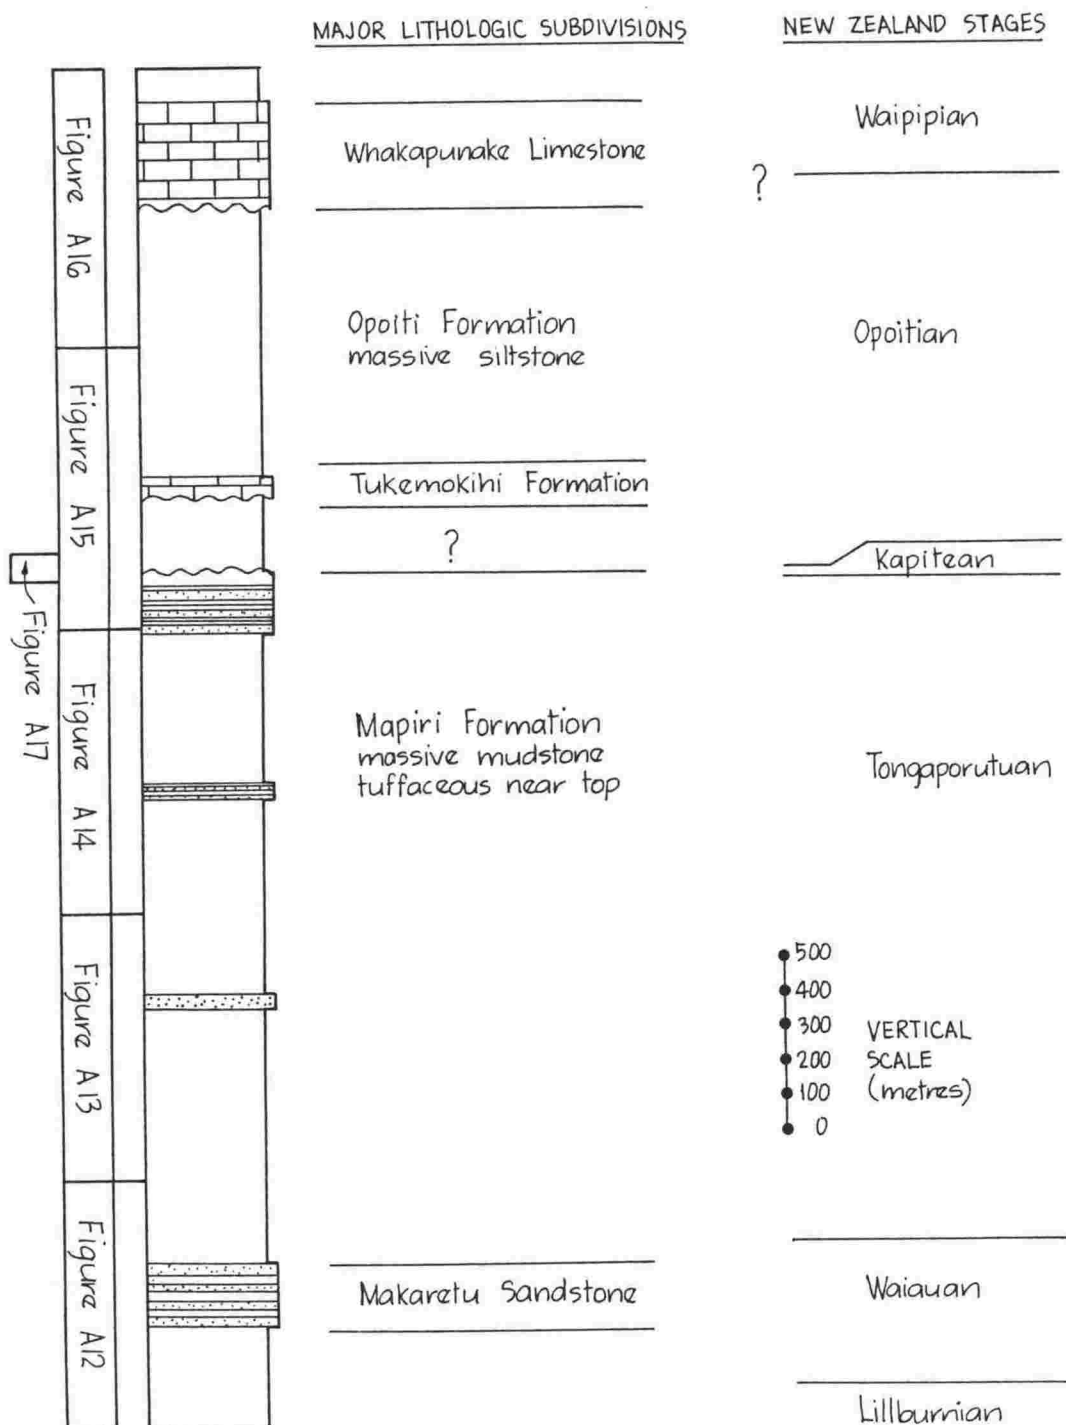 MAJOR LITHOLOGIC SUBDIVISIONS
NEW ZEALAND STAGES
Figure A16
Figure A15
Figure A17
Figure A14
Figure A13
Figure A12
Whakapunake Limestone
Opoiti Formation
massive siltstone
Tukemokihi Formation
?
Mapiri Formation
massive mudstone
tuffaceous near top
Makaretu Sandstone
Waipipian
?
Opoitian
Kapitean
Tongaporutuan
500
400
300
200
100
0
VERTICAL
SCALE
(metres)
Waiauan
Lillburnian